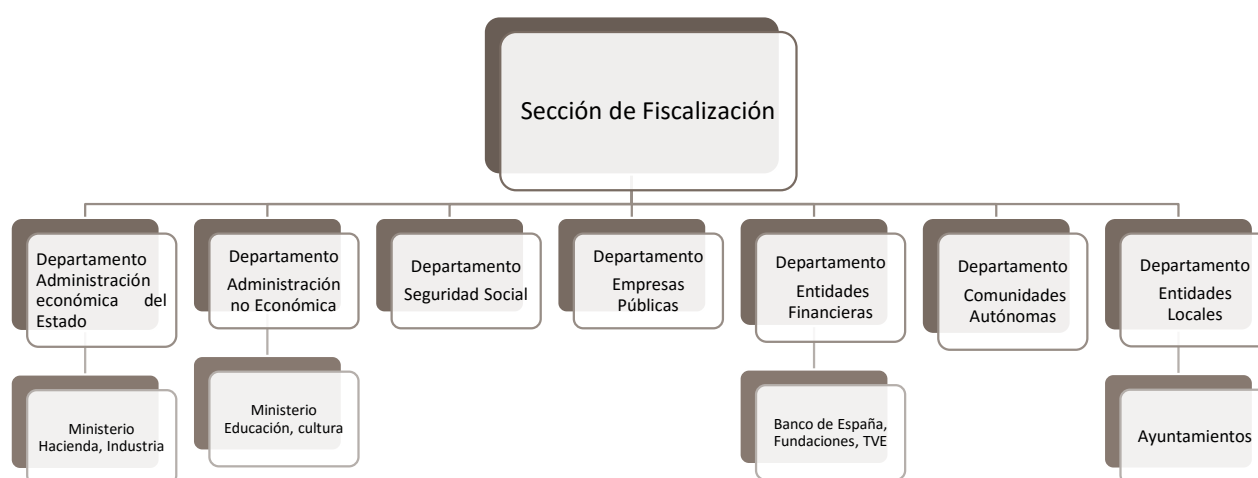 Sección de Fiscalización
Departamento
Administración
económica del
Estado
Departamento
Administración
no Económica
Departamento
Seguridad Social
Departamento
Empresas
Públicas
Departamento
Entidades
Financieras
Departamento
Comunidades
Autónomas
Departamento
Entidades
Locales
Ministerio
Hacienda, Industria
Ministerio
Educación, cultura
Banco de España,
Fundaciones, TVE
Ayuntamientos